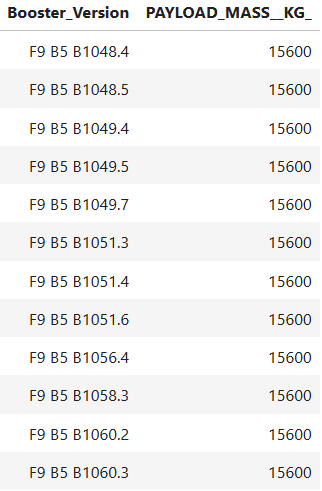 Booster_Version PAYLOAD_MASS__KG_
F9 B5 B1048.4 15600
F9 B5 B1048.5 15600
F9 B5 B1049.4 15600
F9 B5 B1049.5 15600
F9 B5 B1049.7 15600
F9 B5 B1051.3 15600
F9 B5 B1051.4 15600
F9 B5 B1051.6 15600
F9 B5 B1056.4 15600
F9 B5 B1058.3 15600
F9 B5 B1060.2 15600
F9 B5 B1060.3 15600